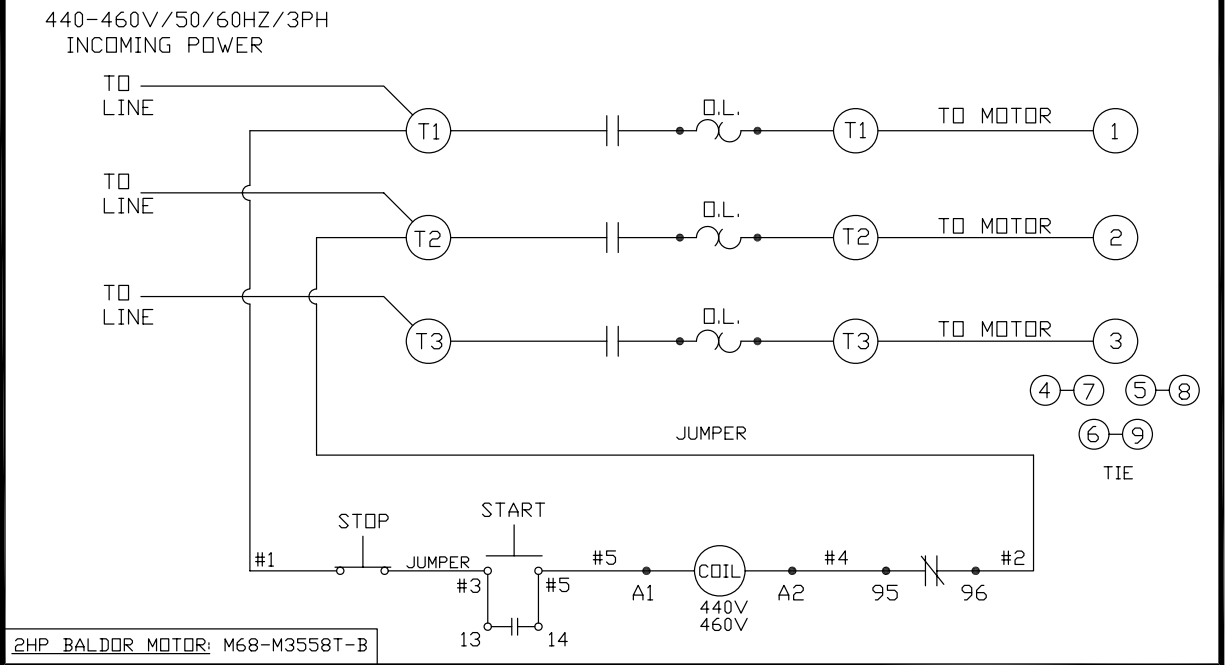 440-460V/50/60HZ/3PH
INCOMING POWER
TO
LINE
T1
O.L.
T1
TO MOTOR
1
TO
LINE
T2
O.L.
T2
TO MOTOR
2
TO
LINE
T3
O.L.
T3
TO MOTOR
3
4
7
5
8
6
9
TIE
JUMPER
STOP
START
#1
JUMPER
#3
#5
#5
A1
COIL
440V
460V
A2
#4
95
96
#2
13
14
2HP BALDOR MOTOR: M68-M3558T-B